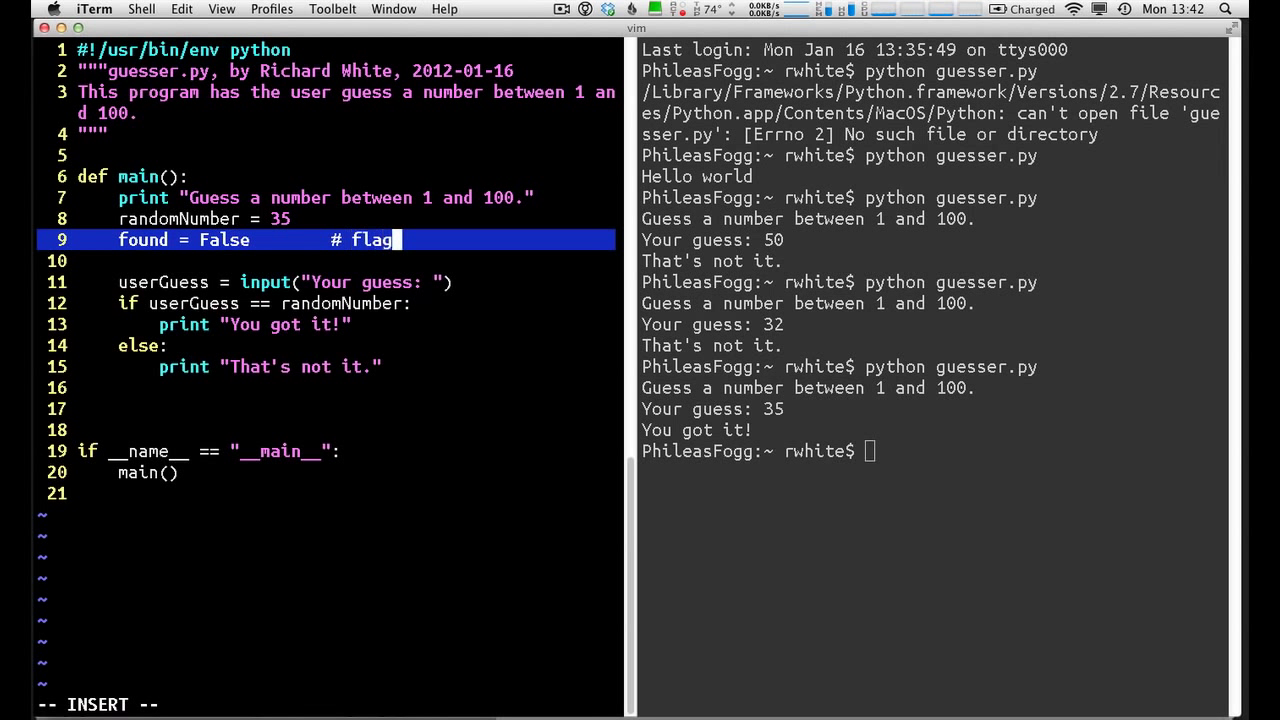 iTerm Shell Edit View Profiles Toolbelt Window Help 74° 0.0KB/s 0.0KB/s Charged Mon 13:42
vim
1 #!/usr/bin/env python
2 """guesser.py, by Richard White, 2012-01-16
3 This program has the user guess a number between 1 an
d 100.
4 """
5
6 def main():
7 print "Guess a number between 1 and 100."
8 randomNumber = 35
9 found = False # flag
10
11 userGuess = input("Your guess: ")
12 if userGuess == randomNumber:
13 print "You got it!"
14 else:
15 print "That's not it."
16
17
18
19 if __name__ == "__main__":
20 main()
21
~
~
~
~
~
~
~
~
~
-- INSERT --
Last login: Mon Jan 16 13:35:49 on ttys000
PhileasFogg:~ rwhite$ python guesser.py
/Library/Frameworks/Python.framework/Versions/2.7/Resourc
es/Python.app/Contents/MacOS/Python: can't open file 'gue
sser.py': [Errno 2] No such file or directory
PhileasFogg:~ rwhite$ python guesser.py
Hello world
PhileasFogg:~ rwhite$ python guesser.py
Guess a number between 1 and 100.
Your guess: 50
That's not it.
PhileasFogg:~ rwhite$ python guesser.py
Guess a number between 1 and 100.
Your guess: 32
That's not it.
PhileasFogg:~ rwhite$ python guesser.py
Guess a number between 1 and 100.
Your guess: 35
You got it!
PhileasFogg:~ rwhite$